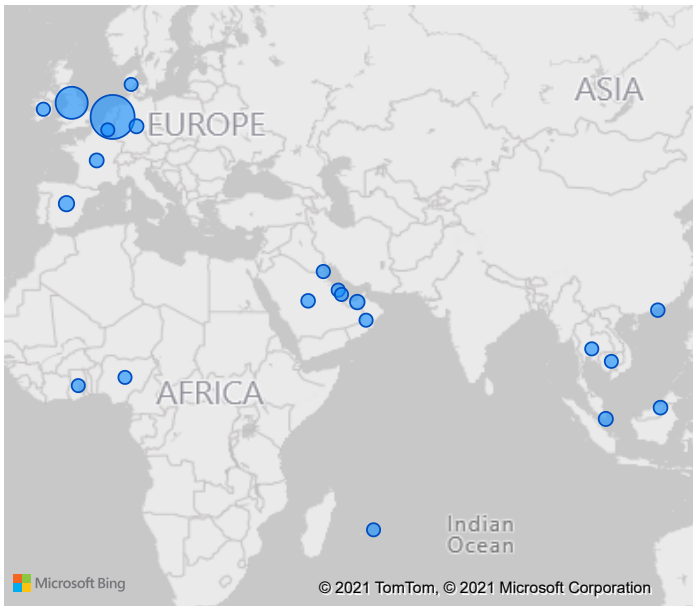 ASIA
EUROPE
AFRICA
Indian
Ocean
Microsoft Bing
© 2021 TomTom, © 2021 Microsoft Corporation